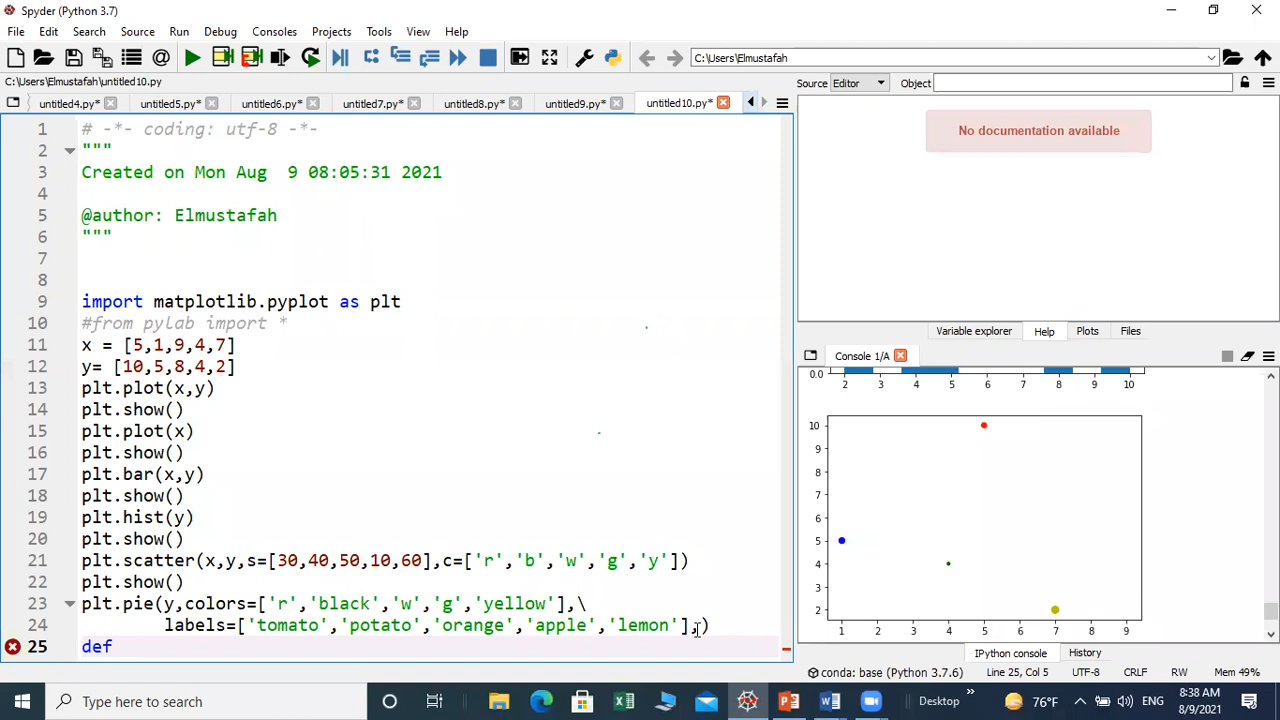 Spyder (Python 3.7)
File Edit Search Source Run Debug Consoles Projects Tools View Help
C:\Users\Elmustafah
C:\Users\Elmustafah\untitled10.py
untitled4.py* untitled5.py* untitled6.py* untitled7.py* untitled8.py* untitled9.py* untitled10.py*
1 # -*- coding: utf-8 -*-
2 """
3 Created on Mon Aug  9 08:05:31 2021
4
5 @author: Elmustafah
6 """
7
8
9 import matplotlib.pyplot as plt
10 #from pylab import *
11 x = [5,1,9,4,7]
12 y= [10,5,8,4,2]
13 plt.plot(x,y)
14 plt.show()
15 plt.plot(x)
16 plt.show()
17 plt.bar(x,y)
18 plt.show()
19 plt.hist(y)
20 plt.show()
21 plt.scatter(x,y,s=[30,40,50,10,60],c=['r','b','w','g','y'])
22 plt.show()
23 plt.pie(y,colors=['r','black','w','g','yellow'],\
24         labels=['tomato','potato','orange','apple','lemon'],)
25 def
Source Editor Object
No documentation available
Variable explorer Help Plots Files
Console 1/A
0.0
2 3 4 5 6 7 8 9 10
10
9
8
7
6
5
4
3
2
1 2 3 4 5 6 7 8 9
IPython console History
conda: base (Python 3.7.6) Line 25, Col 5 UTF-8 CRLF RW Mem 49%
Type here to search
Desktop » 76°F ENG
8:38 AM
8/9/2021